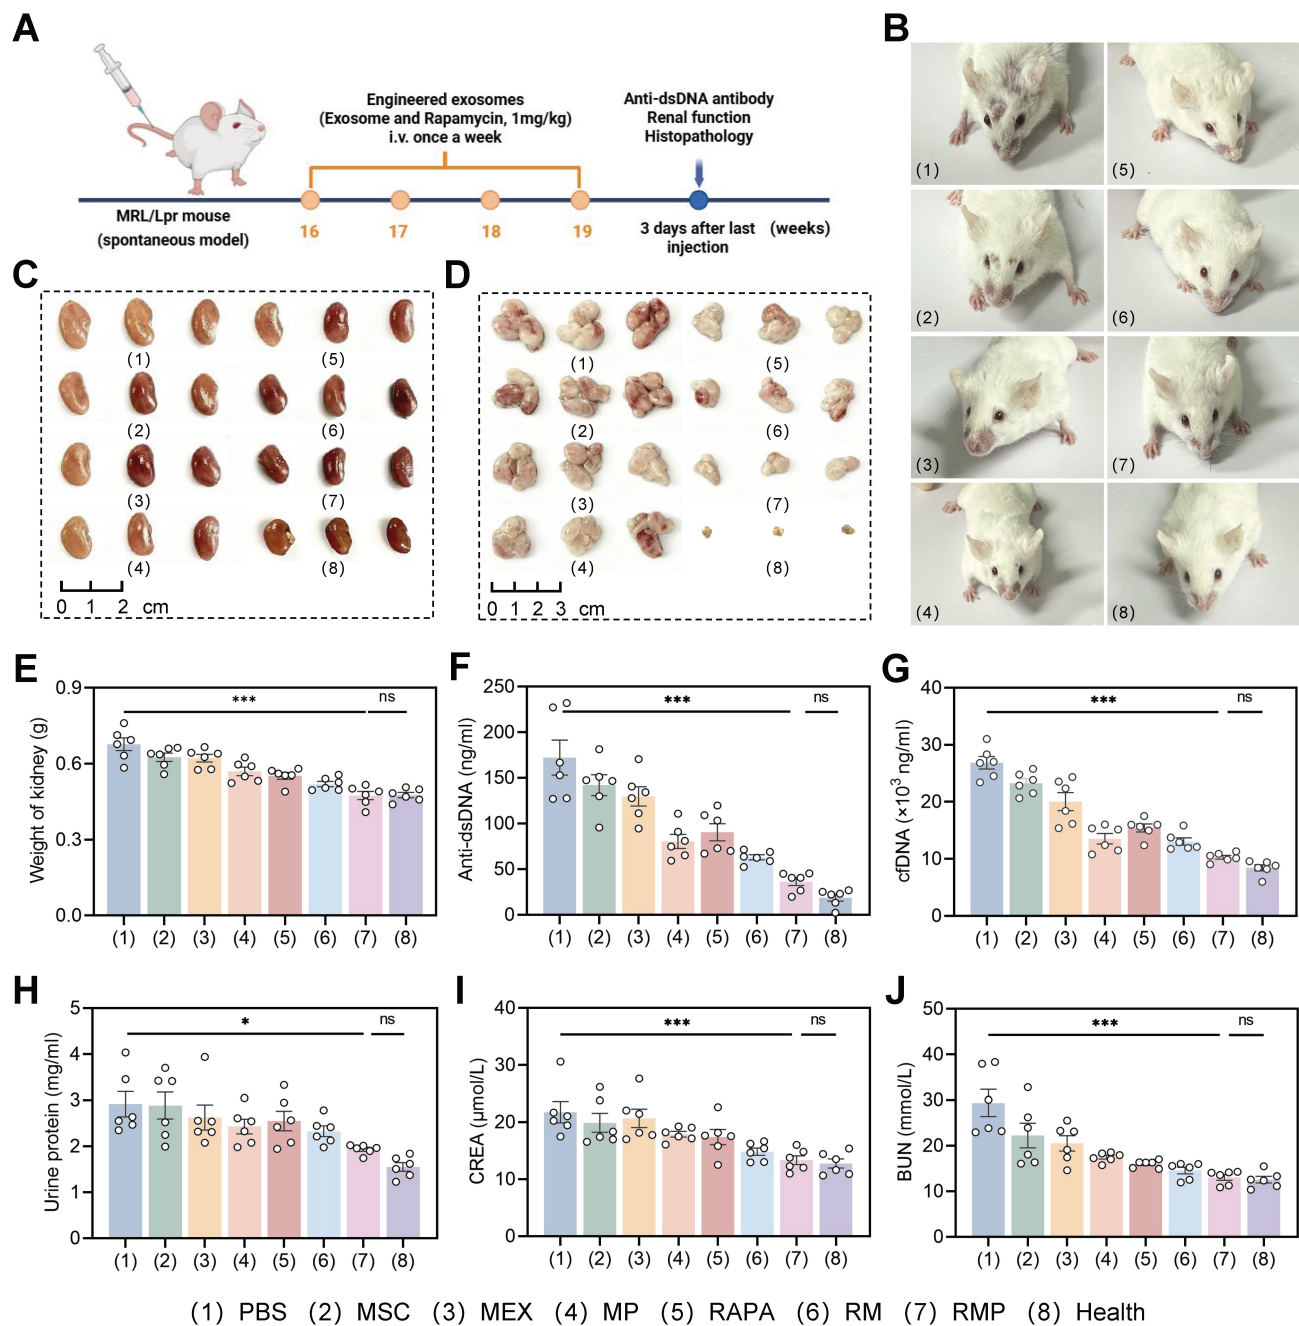 A
Engineered exosomes
(Exosome and Rapamycin, 1mg/kg)
i.v. once a week
Anti-dsDNA antibody
Renal function
Histopathology
MRL/Lpr mouse
(spontaneous model)
16
17
18
19
3 days after last
injection
(weeks)
B
(1)
(5)
(2)
(6)
(3)
(7)
(4)
(8)
C
(1)
(5)
(2)
(6)
(3)
(7)
(4)
(8)
0 1 2 cm
D
(1)
(5)
(2)
(6)
(3)
(7)
(4)
(8)
0 1 2 3 cm
E
Weight of kidney (g)
0.9
0.6
0.3
0.0
***
ns
(1) (2) (3) (4) (5) (6) (7) (8)
F
Anti-dsDNA (ng/ml)
250
200
150
100
50
0
***
ns
(1) (2) (3) (4) (5) (6) (7) (8)
G
cfDNA (×10³ ng/ml)
40
30
20
10
0
***
ns
(1) (2) (3) (4) (5) (6) (7) (8)
H
Urine protein (mg/ml)
5
4
3
2
1
0
*
ns
(1) (2) (3) (4) (5) (6) (7) (8)
I
CREA (μmol/L)
40
30
20
10
0
***
ns
(1) (2) (3) (4) (5) (6) (7) (8)
J
BUN (mmol/L)
50
40
30
20
10
0
***
ns
(1) (2) (3) (4) (5) (6) (7) (8)
(1) PBS (2) MSC (3) MEX (4) MP (5) RAPA (6) RM (7) RMP (8) Health